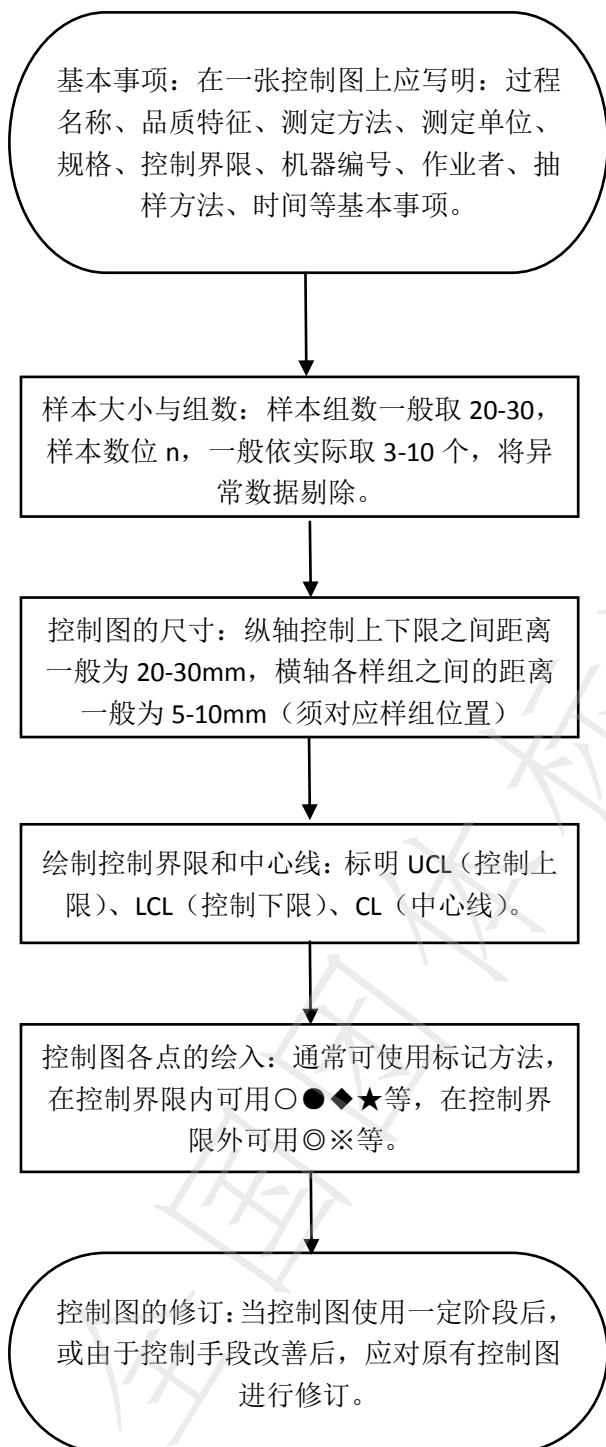 基本事项：在一张控制图上应写明：过程
名称、品质特征、测定方法、测定单位、
规格、控制界限、机器编号、作业者、抽
样方法、时间等基本事项。
样本大小与组数：样本组数一般取 20-30，
样本数位 n，一般依实际取 3-10 个，将异
常数据剔除。
控制图的尺寸：纵轴控制上下限之间距离
一般为 20-30mm，横轴各样组之间的距离
一般为 5-10mm（须对应样组位置）
绘制控制界限和中心线：标明 UCL（控制上
限）、LCL（控制下限）、CL（中心线）。
控制图各点的绘入：通常可使用标记方法，
在控制界限内可用○●◆★等，在控制界
限外可用◎※等。
控制图的修订：当控制图使用一定阶段后，
或由于控制手段改善后，应对原有控制图
进行修订。
全国团体标